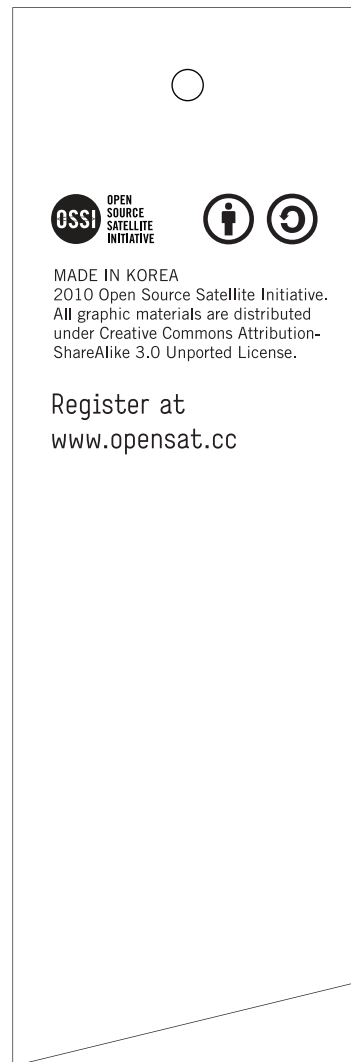 OSSI
OPEN
SOURCE
SATELLITE
INITIATIVE
MADE IN KOREA
2010 Open Source Satellite Initiative.
All graphic materials are distributed
under Creative Commons Attribution-
ShareAlike 3.0 Unported License.
Register at
www.opensat.cc